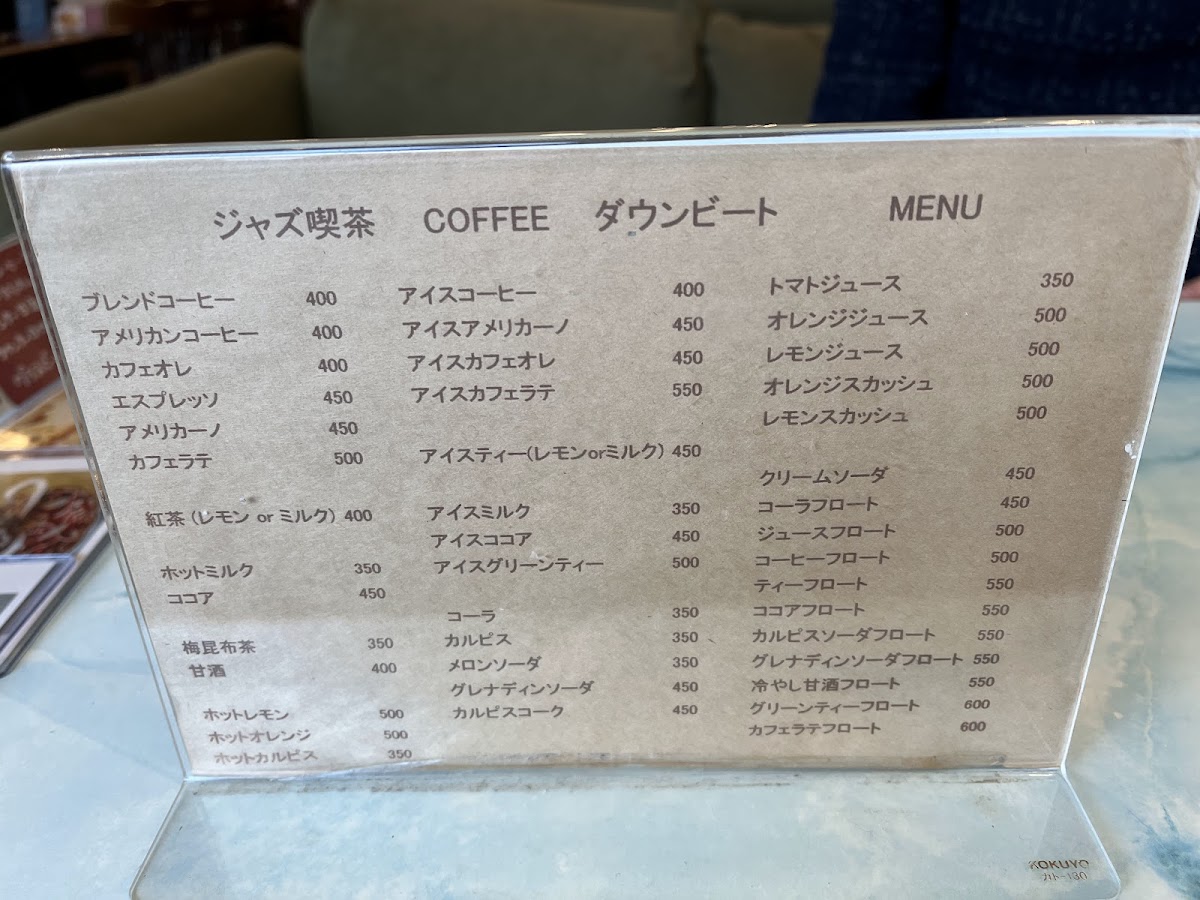 ジャズ喫茶 COFFEE ダウンビート MENU
ブレンドコーヒー 400
アメリカンコーヒー 400
カフェオレ 400
エスプレッソ 450
アメリカーノ 450
カフェラテ 500
紅茶 (レモン or ミルク) 400
ホットミルク 350
ココア 450
梅昆布茶 350
甘酒 400
ホットレモン 500
ホットオレンジ 500
ホットカルピス 350
アイスコーヒー 400
アイスアメリカーノ 450
アイスカフェオレ 450
アイスカフェラテ 550
アイスティー(レモンorミルク) 450
アイスミルク 350
アイスココア 450
アイスグリーンティー 500
コーラ 350
カルピス 350
メロンソーダ 350
グレナディンソーダ 450
カルピスコーク 450
トマトジュース 350
オレンジジュース 500
レモンジュース 500
オレンジスカッシュ 500
レモンスカッシュ 500
クリームソーダ 450
コーラフロート 450
ジュースフロート 500
コーヒーフロート 500
ティーフロート 550
ココアフロート 550
カルピスソーダフロート 550
グレナディンソーダフロート 550
冷やし甘酒フロート 550
グリーンティーフロート 600
カフェラテフロート 600
KOKUYO